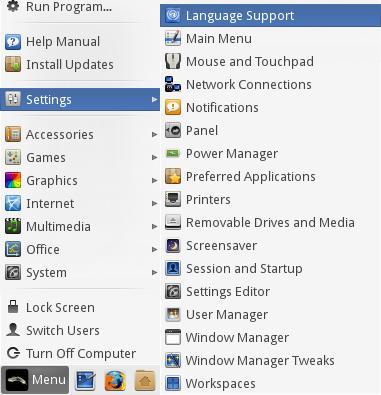 Run Program...
Help Manual
Install Updates
Settings
Accessories
Games
Graphics
Internet
Multimedia
Office
System
Lock Screen
Switch Users
Turn Off Computer
Menu
Language Support
Main Menu
Mouse and Touchpad
Network Connections
Notifications
Panel
Power Manager
Preferred Applications
Printers
Removable Drives and Media
Screensaver
Session and Startup
Settings Editor
User Manager
Window Manager
Window Manager Tweaks
Workspaces